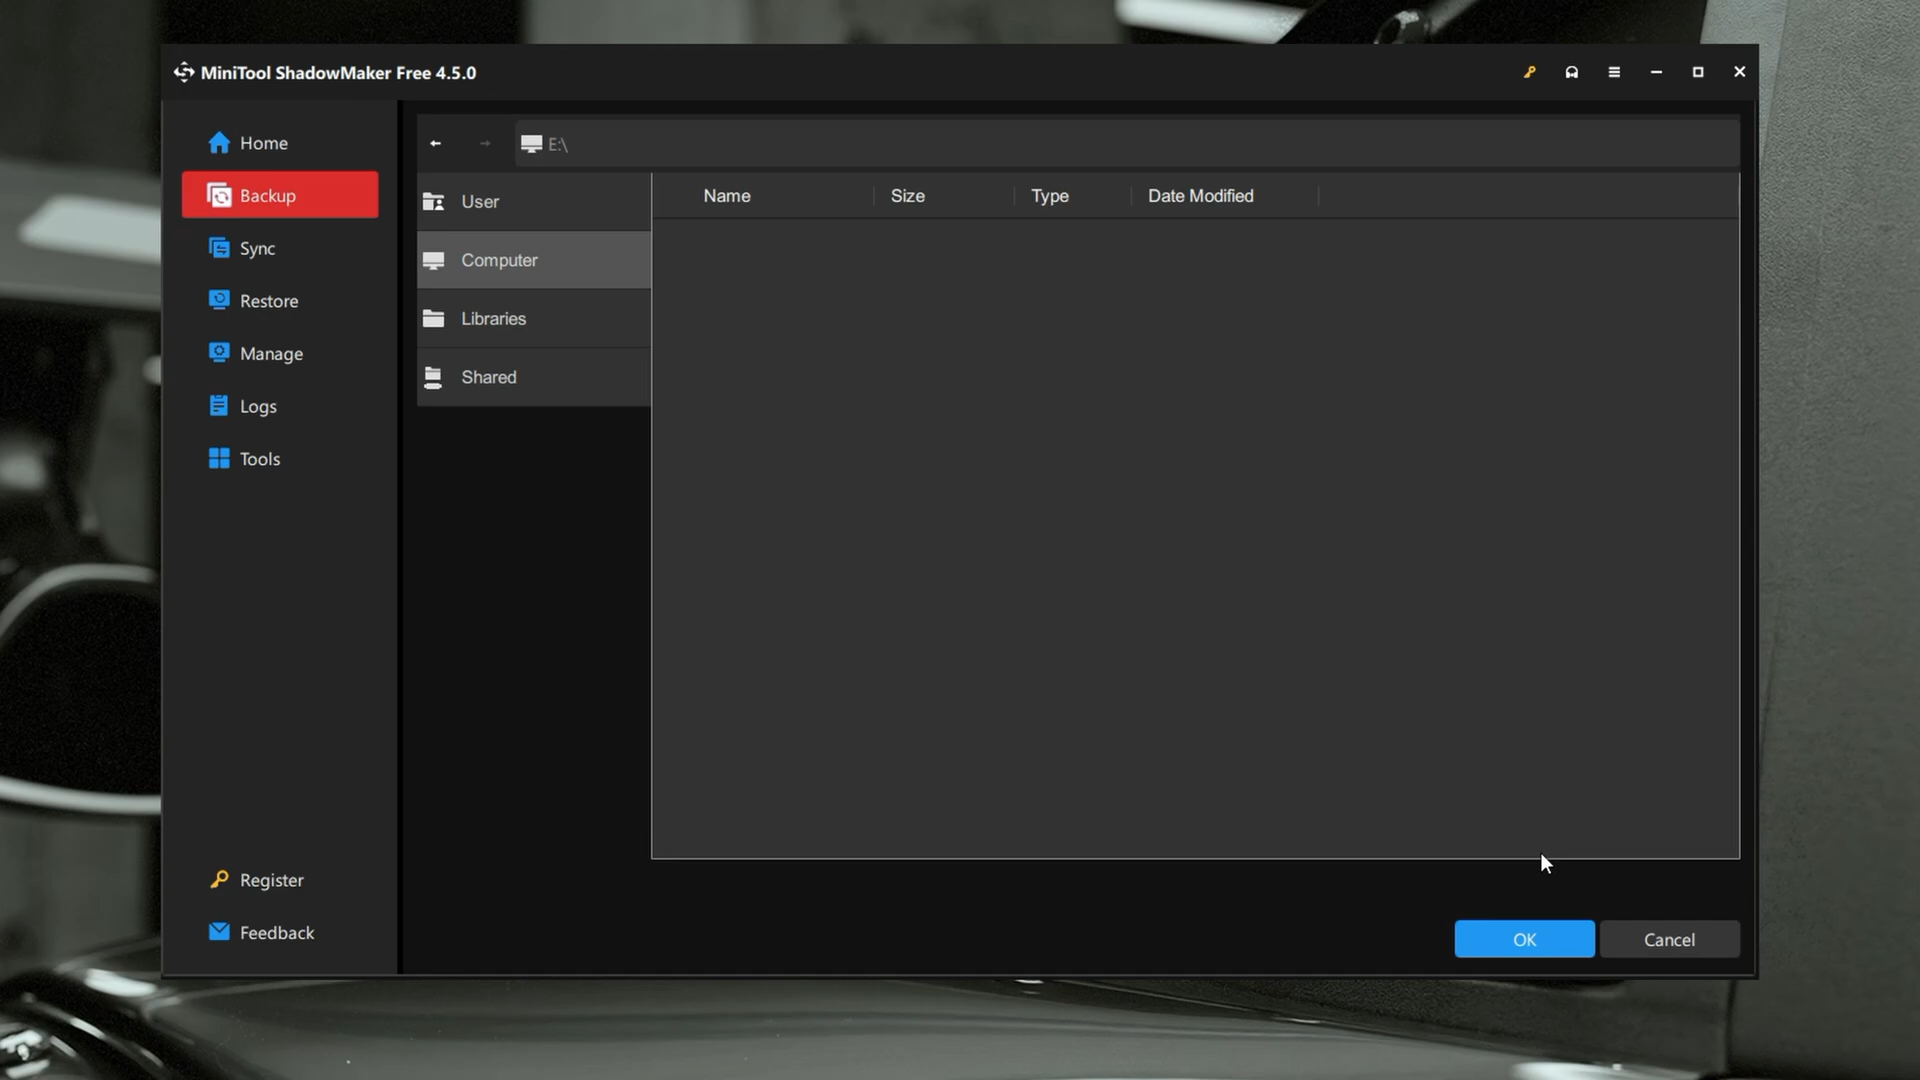 MiniTool ShadowMaker Free 4.5.0
Home
Backup
Sync
Restore
Manage
Logs
Tools
Register
Feedback
E:\
User
Computer
Libraries
Shared
Name Size Type Date Modified
OK Cancel